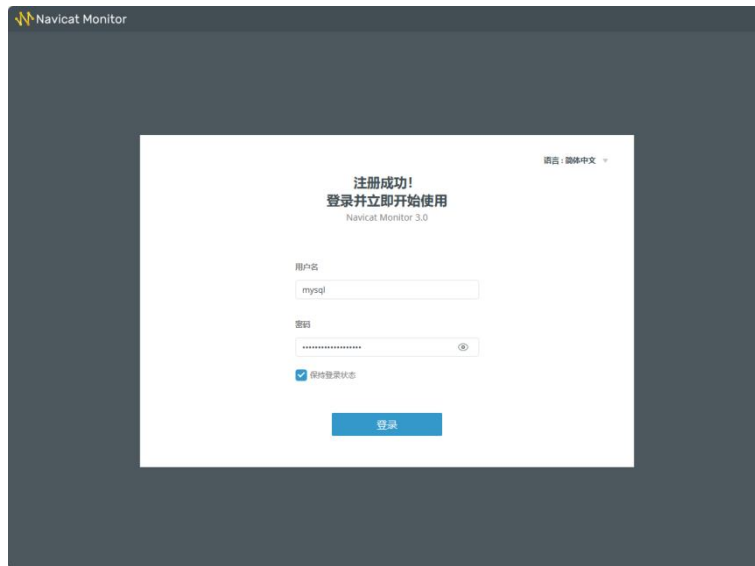 Navicat Monitor
语言 : 简体中文
注册成功!
登录并立即开始使用
Navicat Monitor 3.0
用户名
mysql
密码
保持登录状态
登录